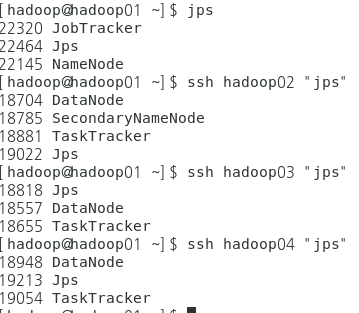 [hadoop@hadoop01 ~]$ jps
22320 JobTracker
22464 Jps
22145 NameNode
[hadoop@hadoop01 ~]$ ssh hadoop02 "jps"
18704 DataNode
18785 SecondaryNameNode
18881 TaskTracker
19022 Jps
[hadoop@hadoop01 ~]$ ssh hadoop03 "jps"
18818 Jps
18557 DataNode
18655 TaskTracker
[hadoop@hadoop01 ~]$ ssh hadoop04 "jps"
18948 DataNode
19213 Jps
19054 TaskTracker